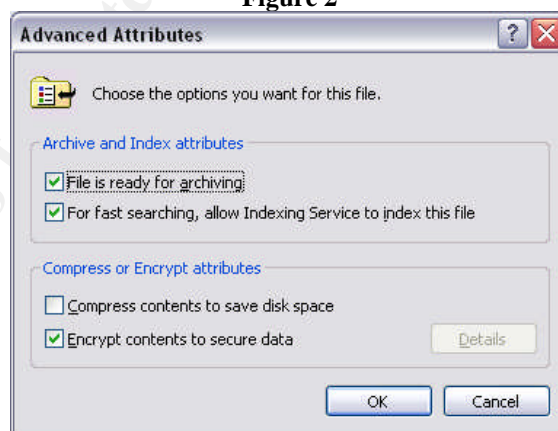 Figure 2
Advanced Attributes
Choose the options you want for this file.
Archive and Index attributes
File is ready for archiving
For fast searching, allow Indexing Service to index this file
Compress or Encrypt attributes
Compress contents to save disk space
Encrypt contents to secure data
Details
OK
Cancel